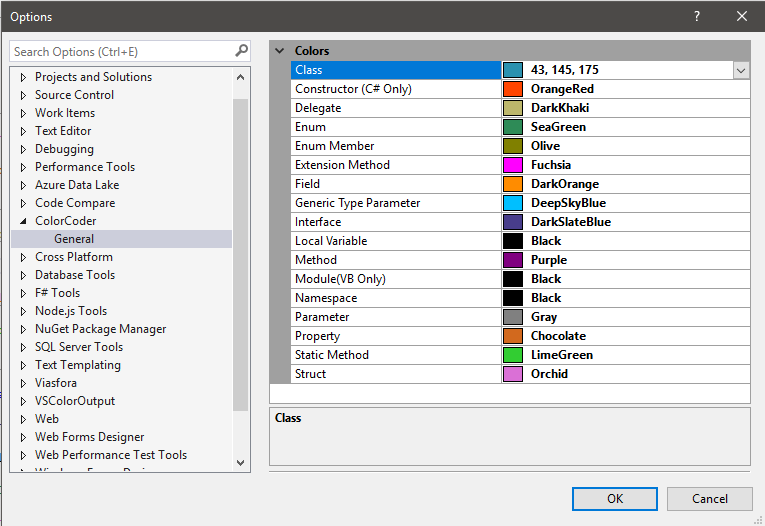 Options
?
Search Options (Ctrl+E)
Projects and Solutions
Source Control
Work Items
Text Editor
Debugging
Performance Tools
Azure Data Lake
Code Compare
ColorCoder
General
Cross Platform
Database Tools
F# Tools
Node.js Tools
NuGet Package Manager
SQL Server Tools
Text Templating
Viasfora
VSColorOutput
Web
Web Forms Designer
Web Performance Test Tools
Colors
Class 43, 145, 175
Constructor (C# Only) OrangeRed
Delegate DarkKhaki
Enum SeaGreen
Enum Member Olive
Extension Method Fuchsia
Field DarkOrange
Generic Type Parameter DeepSkyBlue
Interface DarkSlateBlue
Local Variable Black
Method Purple
Module(VB Only) Black
Namespace Black
Parameter Gray
Property Chocolate
Static Method LimeGreen
Struct Orchid
Class
OK Cancel